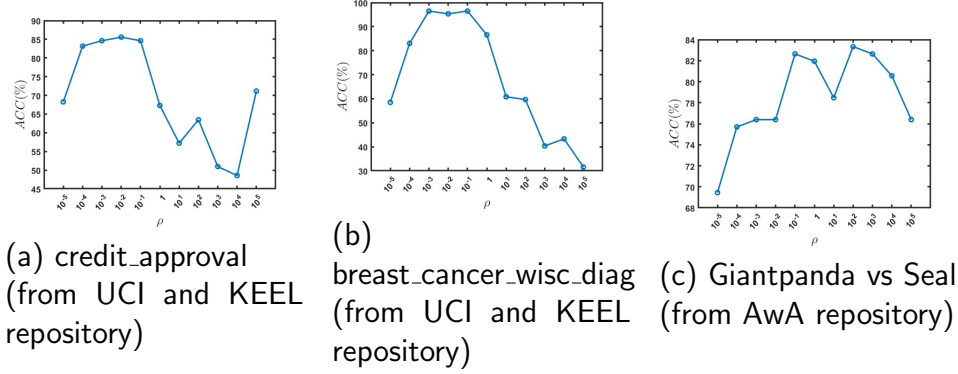 90
85
80
75
70
65
60
55
50
45
ACC(%)
10^-5 10^-4 10^-3 10^-2 10^-1 1 10^1 10^2 10^3 10^4 10^5
ρ
(a) credit_approval
(from UCI and KEEL
repository)
100
90
80
70
60
50
40
30
ACC(%)
10^-5 10^-4 10^-3 10^-2 10^-1 1 10^1 10^2 10^3 10^4 10^5
ρ
(b)
breast_cancer_wisc_diag
(from UCI and KEEL
repository)
84
82
80
78
76
74
72
70
68
ACC(%)
10^-5 10^-4 10^-3 10^-2 10^-1 1 10^1 10^2 10^3 10^4 10^5
ρ
(c) Giantpanda vs Seal
(from AwA repository)